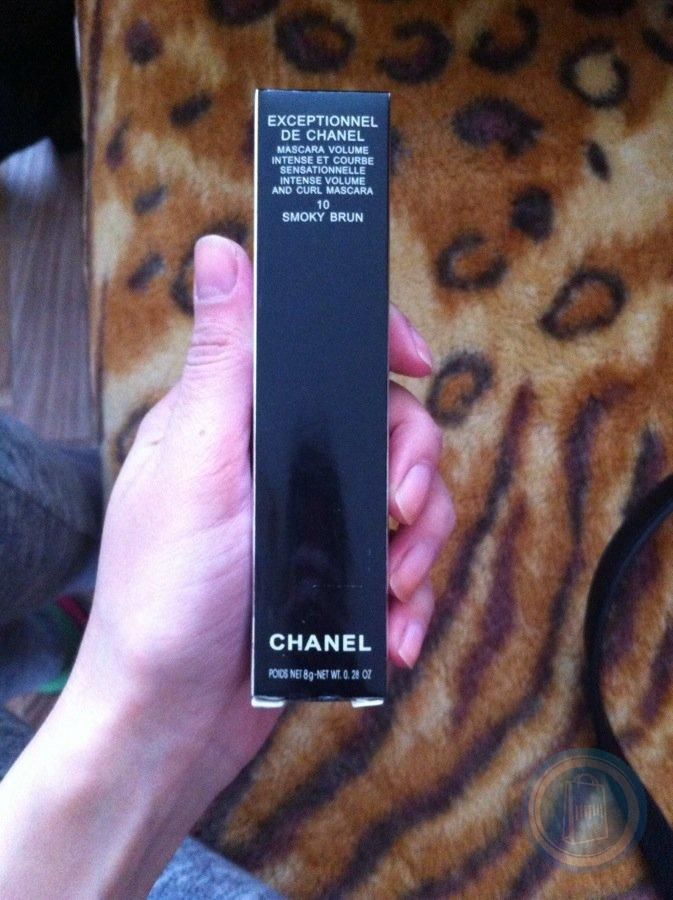 EXCEPTIONNEL
DE CHANEL
MASCARA VOLUME
INTENSE ET COURBE
SENSATIONNELLE
INTENSE VOLUME
AND CURL MASCARA
10
SMOKY BRUN
CHANEL
POIDS NET 8g-NET WT. 0. 28 OZ